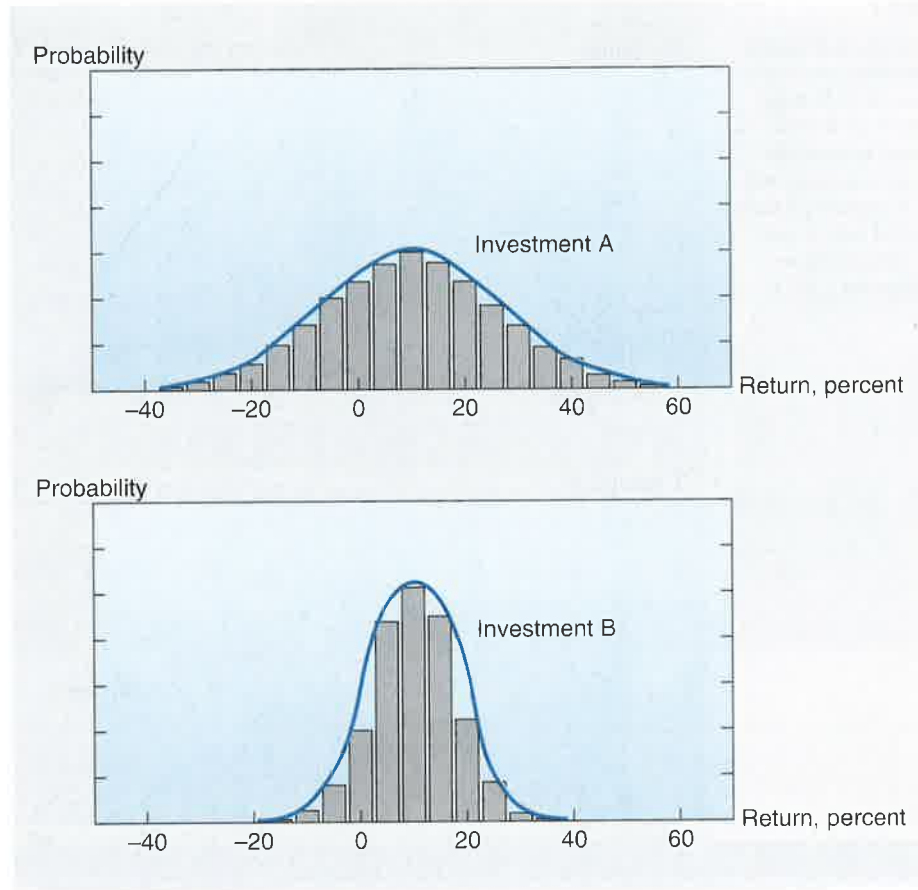 Probability
Investment A
Return, percent
–40 –20 0 20 40 60
Probability
Investment B
Return, percent
–40 –20 0 20 40 60